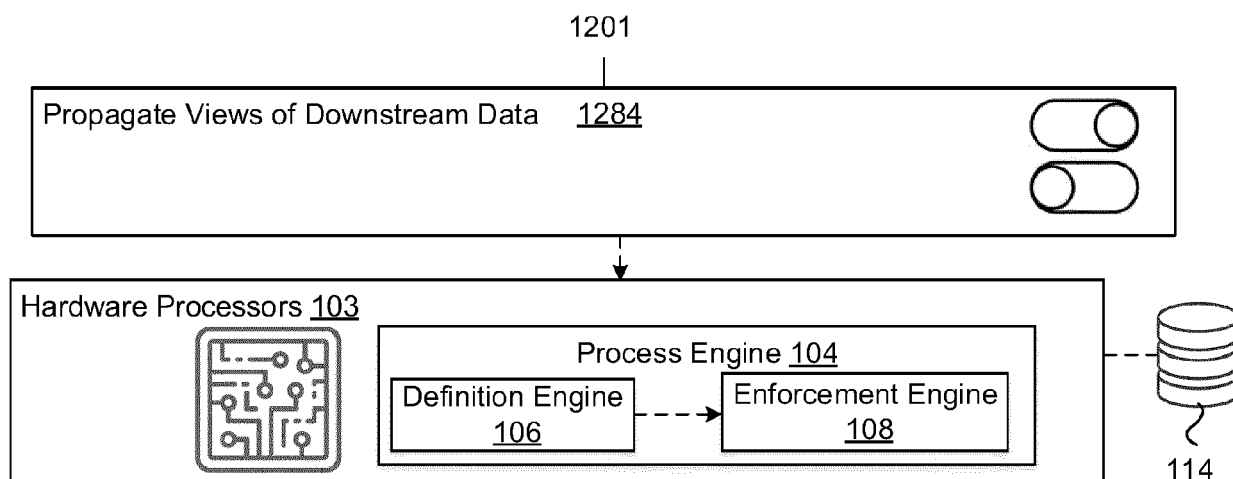 1201
Propagate Views of Downstream Data 1284
Hardware Processors 103
Process Engine 104
Definition Engine
106
Enforcement Engine
108
114